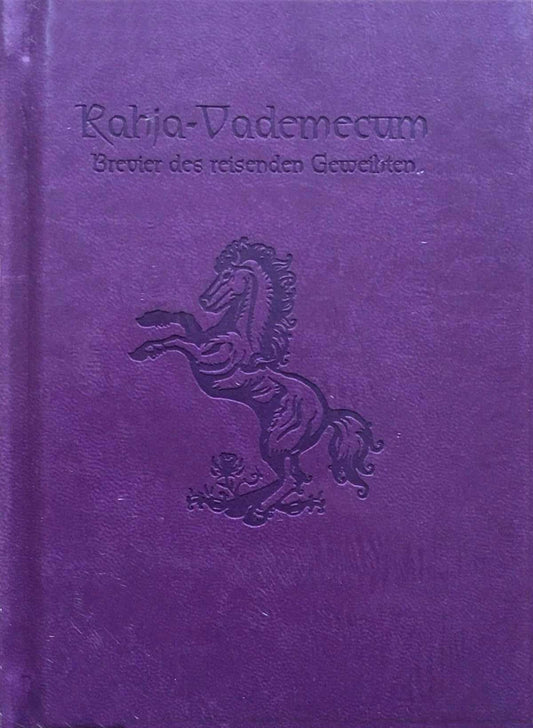 Rahja-Vademecum
Brevier des reisenden Geweihten